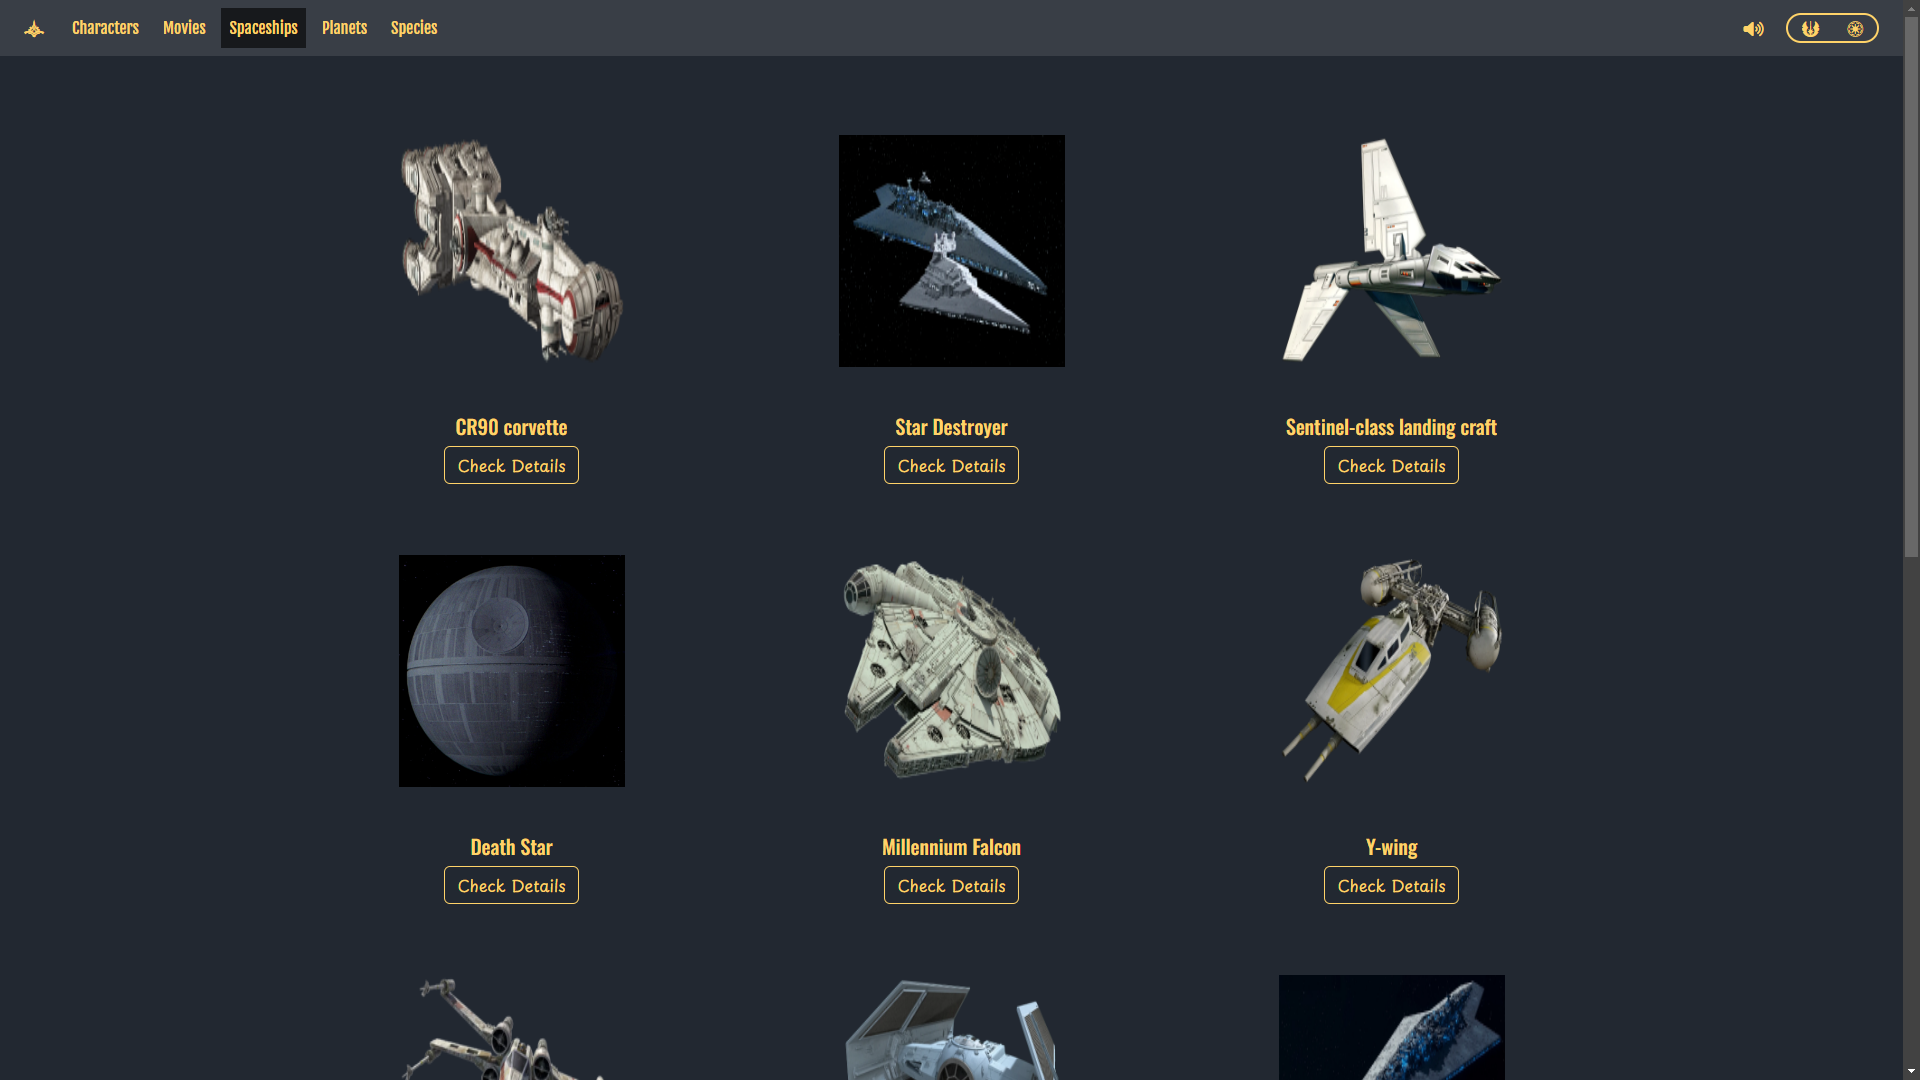 Characters Movies Spaceships Planets Species
CR90 corvette
Check Details
Star Destroyer
Check Details
Sentinel-class landing craft
Check Details
Death Star
Check Details
Millennium Falcon
Check Details
Y-wing
Check Details